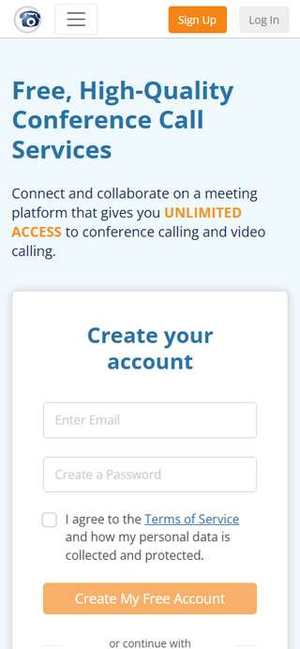 Sign Up
Log In
Free, High-Quality
Conference Call
Services
Connect and collaborate on a meeting
platform that gives you UNLIMITED
ACCESS to conference calling and video
calling.
Create your
account
Enter Email
Create a Password
I agree to the Terms of Service
and how my personal data is
collected and protected.
Create My Free Account
or continue with